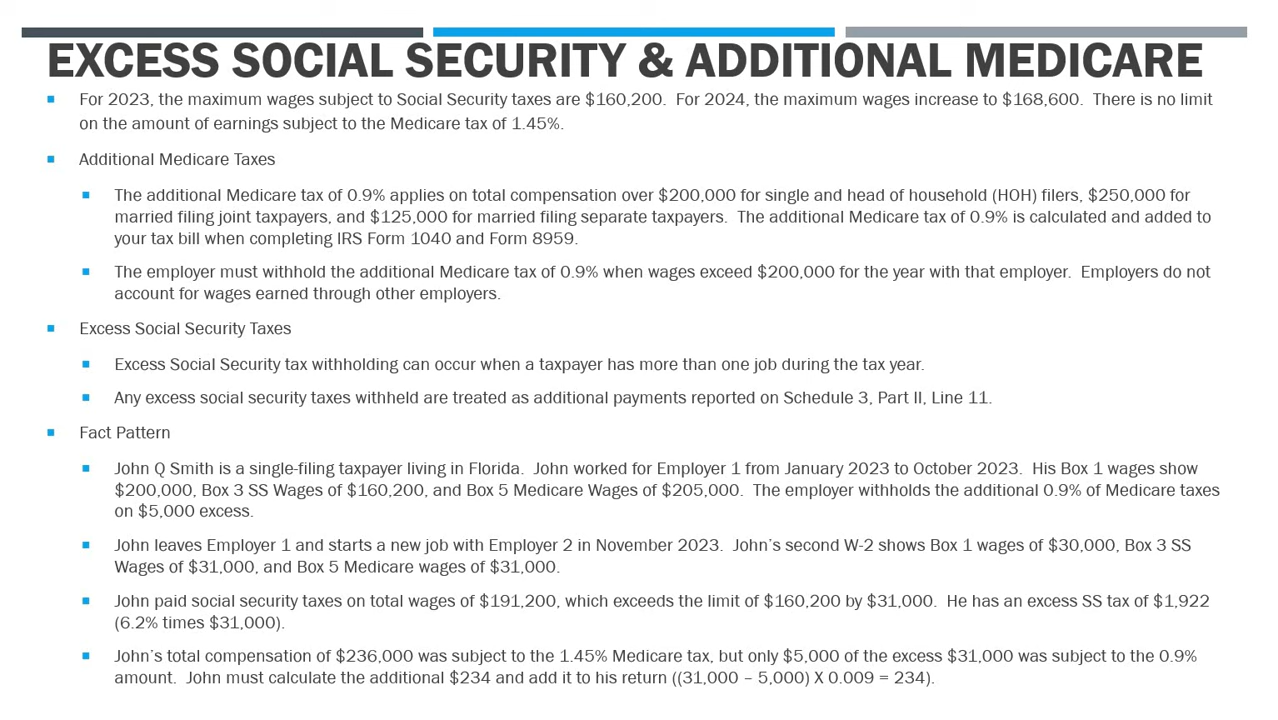 EXCESS SOCIAL SECURITY & ADDITIONAL MEDICARE
For 2023, the maximum wages subject to Social Security taxes are $160,200. For 2024, the maximum wages increase to $168,600. There is no limit
on the amount of earnings subject to the Medicare tax of 1.45%.
Additional Medicare Taxes
The additional Medicare tax of 0.9% applies on total compensation over $200,000 for single and head of household (HOH) filers, $250,000 for
married filing joint taxpayers, and $125,000 for married filing separate taxpayers. The additional Medicare tax of 0.9% is calculated and added to
your tax bill when completing IRS Form 1040 and Form 8959.
The employer must withhold the additional Medicare tax of 0.9% when wages exceed $200,000 for the year with that employer. Employers do not
account for wages earned through other employers.
Excess Social Security Taxes
Excess Social Security tax withholding can occur when a taxpayer has more than one job during the tax year.
Any excess social security taxes withheld are treated as additional payments reported on Schedule 3, Part II, Line 11.
Fact Pattern
John Q Smith is a single-filing taxpayer living in Florida. John worked for Employer 1 from January 2023 to October 2023. His Box 1 wages show
$200,000, Box 3 SS Wages of $160,200, and Box 5 Medicare Wages of $205,000. The employer withholds the additional 0.9% of Medicare taxes
on $5,000 excess.
John leaves Employer 1 and starts a new job with Employer 2 in November 2023. John's second W-2 shows Box 1 wages of $30,000, Box 3 SS
Wages of $31,000, and Box 5 Medicare wages of $31,000.
John paid social security taxes on total wages of $191,200, which exceeds the limit of $160,200 by $31,000. He has an excess SS tax of $1,922
(6.2% times $31,000).
John's total compensation of $236,000 was subject to the 1.45% Medicare tax, but only $5,000 of the excess $31,000 was subject to the 0.9%
amount. John must calculate the additional $234 and add it to his return ((31,000 – 5,000) X 0.009 = 234).